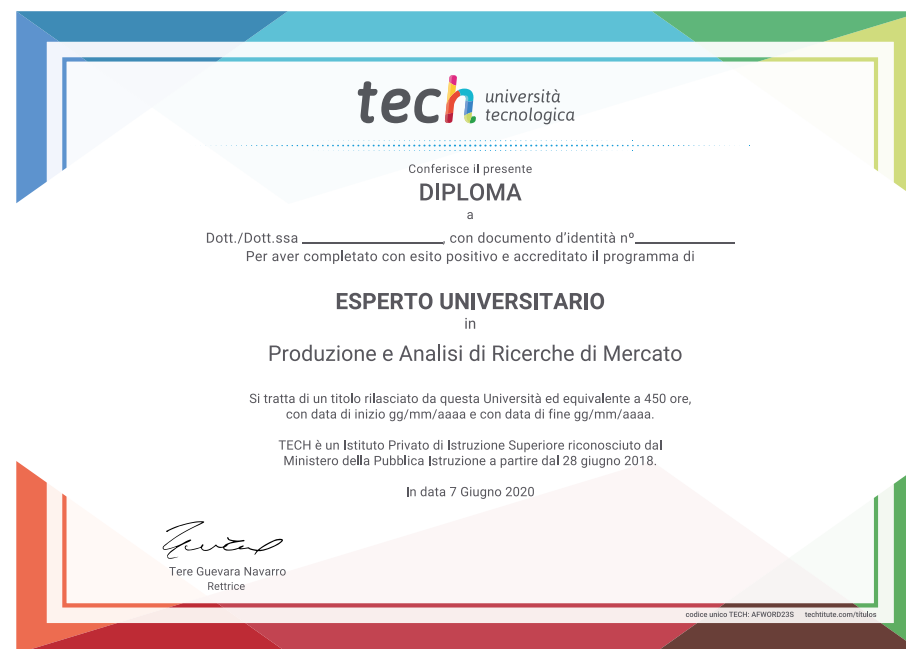 tech università
tecnologica
Conferisce il presente
DIPLOMA
a
Dott./Dott.ssa ________________, con documento d'identità nº____________
Per aver completato con esito positivo e accreditato il programma di
ESPERTO UNIVERSITARIO
in
Produzione e Analisi di Ricerche di Mercato
Si tratta di un titolo rilasciato da questa Università ed equivalente a 450 ore,
con data di inizio gg/mm/aaaa e con data di fine gg/mm/aaaa.
TECH è un Istituto Privato di Istruzione Superiore riconosciuto dal
Ministero della Pubblica Istruzione a partire dal 28 giugno 2018.
In data 7 Giugno 2020
Tere Guevara Navarro
Rettrice
codice unico TECH: AFWORD23S techtitute.com/titulos